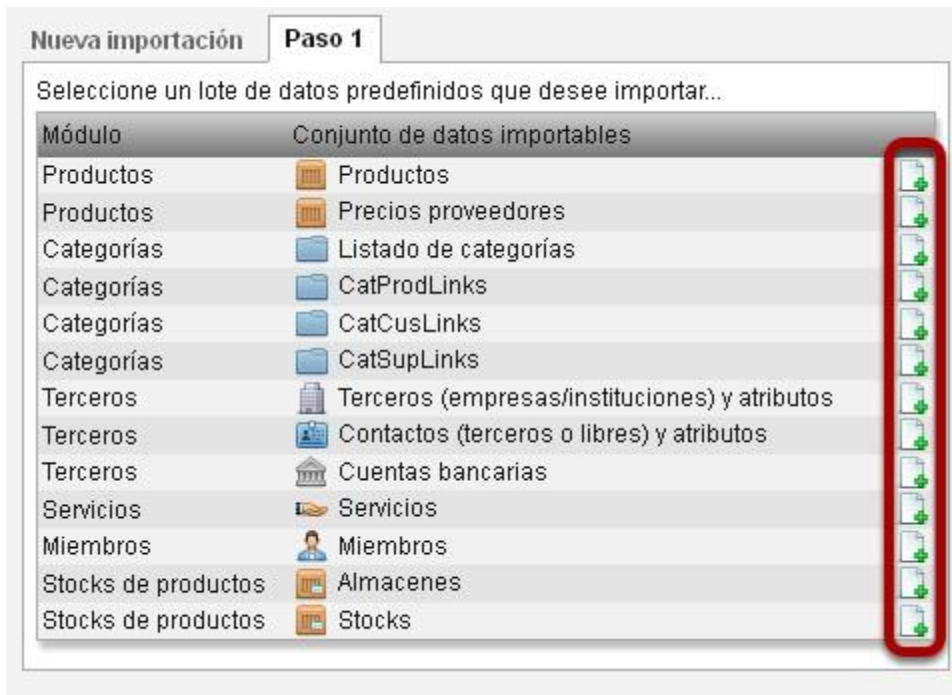 Nueva importación Paso 1
Seleccione un lote de datos predefinidos que desee importar...
Módulo Conjunto de datos importables
Productos Productos
Productos Precios proveedores
Categorías Listado de categorías
Categorías CatProdLinks
Categorías CatCusLinks
Categorías CatSupLinks
Terceros Terceros (empresas/instituciones) y atributos
Terceros Contactos (terceros o libres) y atributos
Terceros Cuentas bancarias
Servicios Servicios
Miembros Miembros
Stocks de productos Almacenes
Stocks de productos Stocks